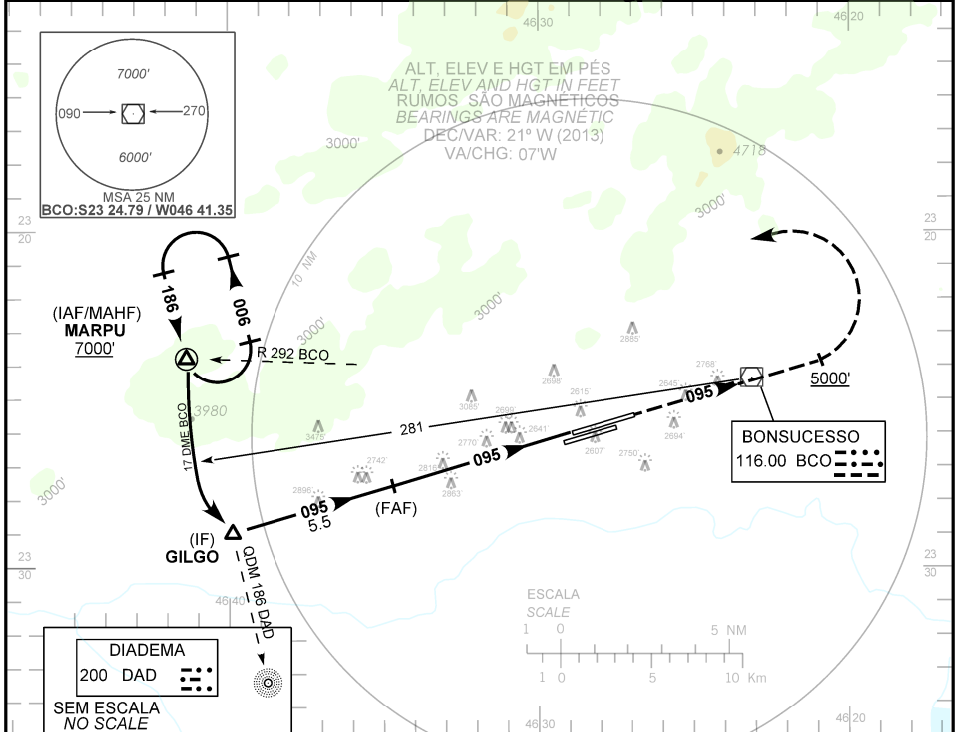 46:30
46:20
7000'
090
270
6000'
MSA 25 NM
BCO:S23 24.79 / W046 41.35
ALT, ELEV E HGT EM PÉS
ALT, ELEV AND HGT IN FEET
RUMOS SÃO MAGNÉTICOS
BEARINGS ARE MAGNÉTIC
DEC/VAR: 21º W (2013)
VA/CHG: 07'W
3000'
4718
3000'
23
20
23
20
10 NM
186
006
(IAF/MAHF)
MARPU
7000'
R 292 BCO
3000'
3000'
2885'
2698'
2768'
2645'
5000'
095
3980
17 DME BCO
3475'
281
3085'
2699'
2615'
2641'
2770'
2607'
2694'
2750'
BONSUCESSO
116.00 BCO
2742'
2816'
2863'
095
3000'
2896'
095
5.5
(FAF)
(IF)
GILGO
QDM 186 DAD
23
30
23
30
46:40
ESCALA
SCALE
1 0 5 NM
1 0 5 10 Km
DIADEMA
200 DAD
SEM ESCALA
NO SCALE
46:30
46:20